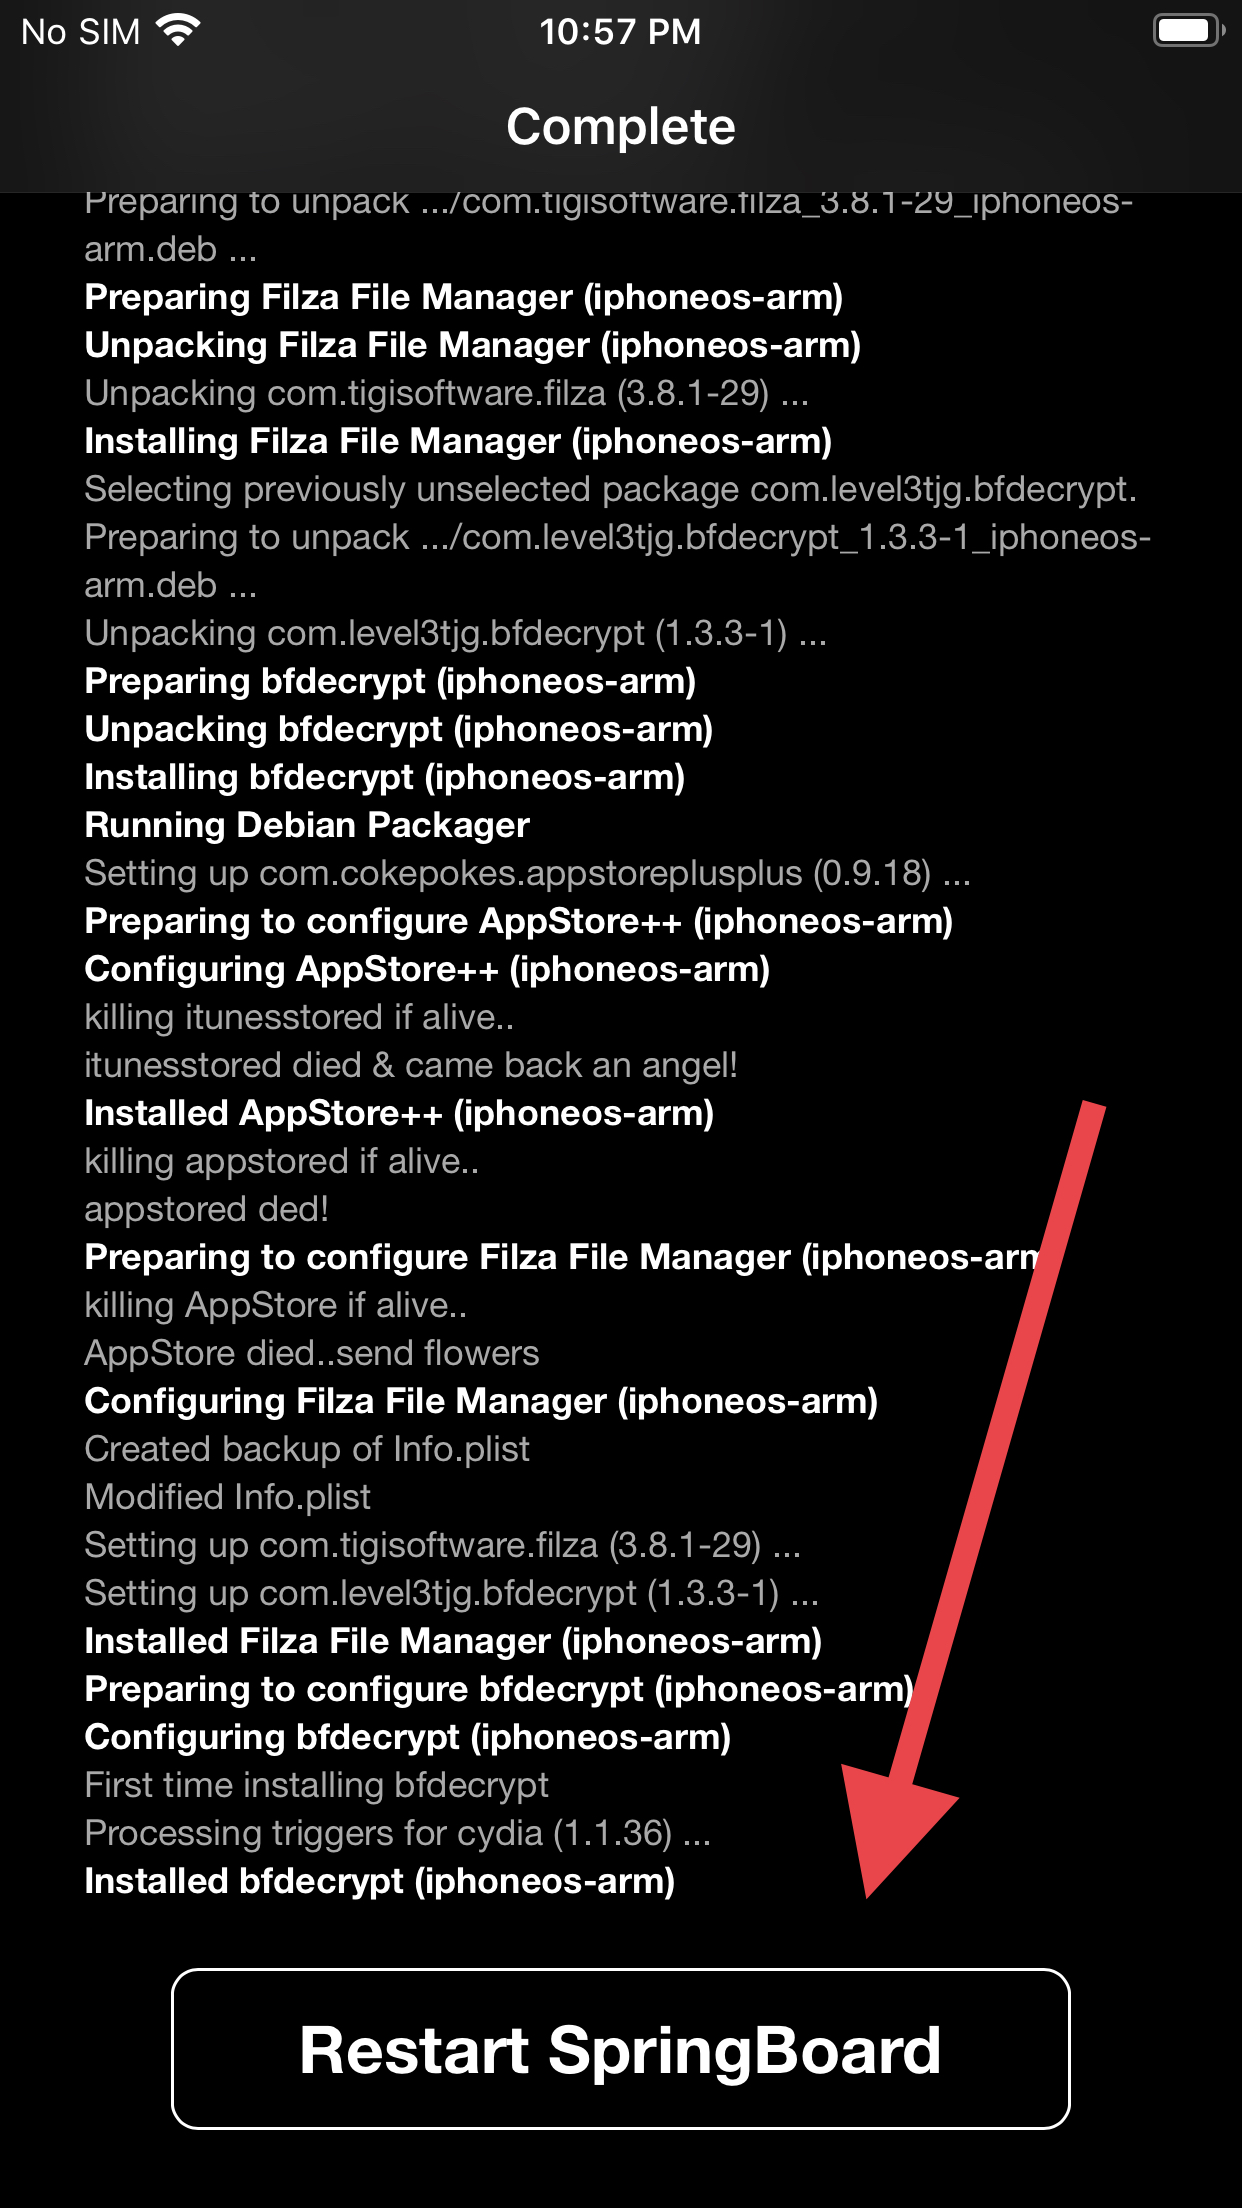 No SIM
10:57 PM
Complete
Preparing to unpack .../com.tigisoftware.filza_3.8.1-29_iphoneos-
arm.deb ...
Preparing Filza File Manager (iphoneos-arm)
Unpacking Filza File Manager (iphoneos-arm)
Unpacking com.tigisoftware.filza (3.8.1-29) ...
Installing Filza File Manager (iphoneos-arm)
Selecting previously unselected package com.level3tjg.bfdecrypt.
Preparing to unpack .../com.level3tjg.bfdecrypt_1.3.3-1_iphoneos-
arm.deb ...
Unpacking com.level3tjg.bfdecrypt (1.3.3-1) ...
Preparing bfdecrypt (iphoneos-arm)
Unpacking bfdecrypt (iphoneos-arm)
Installing bfdecrypt (iphoneos-arm)
Running Debian Packager
Setting up com.cokepokes.appstoreplusplus (0.9.18) ...
Preparing to configure AppStore++ (iphoneos-arm)
Configuring AppStore++ (iphoneos-arm)
killing itunesstored if alive..
itunesstored died & came back an angel!
Installed AppStore++ (iphoneos-arm)
killing appstored if alive..
appstored ded!
Preparing to configure Filza File Manager (iphoneos-arm
killing AppStore if alive..
AppStore died..send flowers
Configuring Filza File Manager (iphoneos-arm)
Created backup of Info.plist
Modified Info.plist
Setting up com.tigisoftware.filza (3.8.1-29) ...
Setting up com.level3tjg.bfdecrypt (1.3.3-1) ...
Installed Filza File Manager (iphoneos-arm)
Preparing to configure bfdecrypt (iphoneos-arm)
Configuring bfdecrypt (iphoneos-arm)
First time installing bfdecrypt
Processing triggers for cydia (1.1.36) ...
Installed bfdecrypt (iphoneos-arm)
Restart SpringBoard